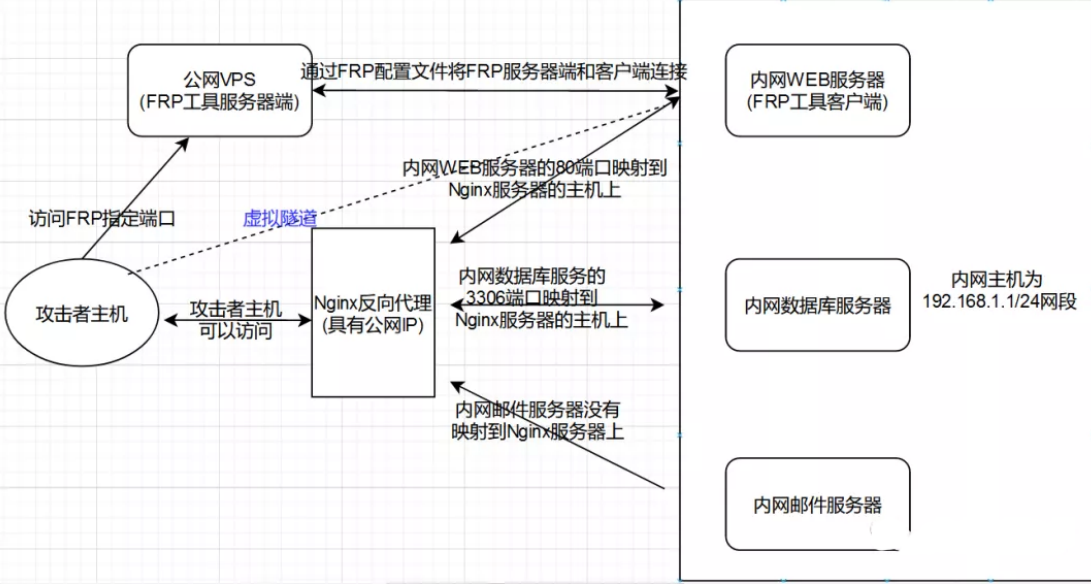 公网VPS
(FRP工具服务器端)
通过FRP配置文件将FRP服务器端和客户端连接
内网WEB服务器
(FRP工具客户端)
内网WEB服务器的80端口映射到
Nginx服务器的主机上
访问FRP指定端口
虚拟隧道
攻击者主机
攻击者主机
可以访问
Nginx反向代理
(具有公网IP)
内网数据库服务的
3306端口映射到
Nginx服务器的主机上
内网数据库服务器
内网主机为
192.168.1.1/24网段
内网邮件服务器没有
映射到Nginx服务器上
内网邮件服务器